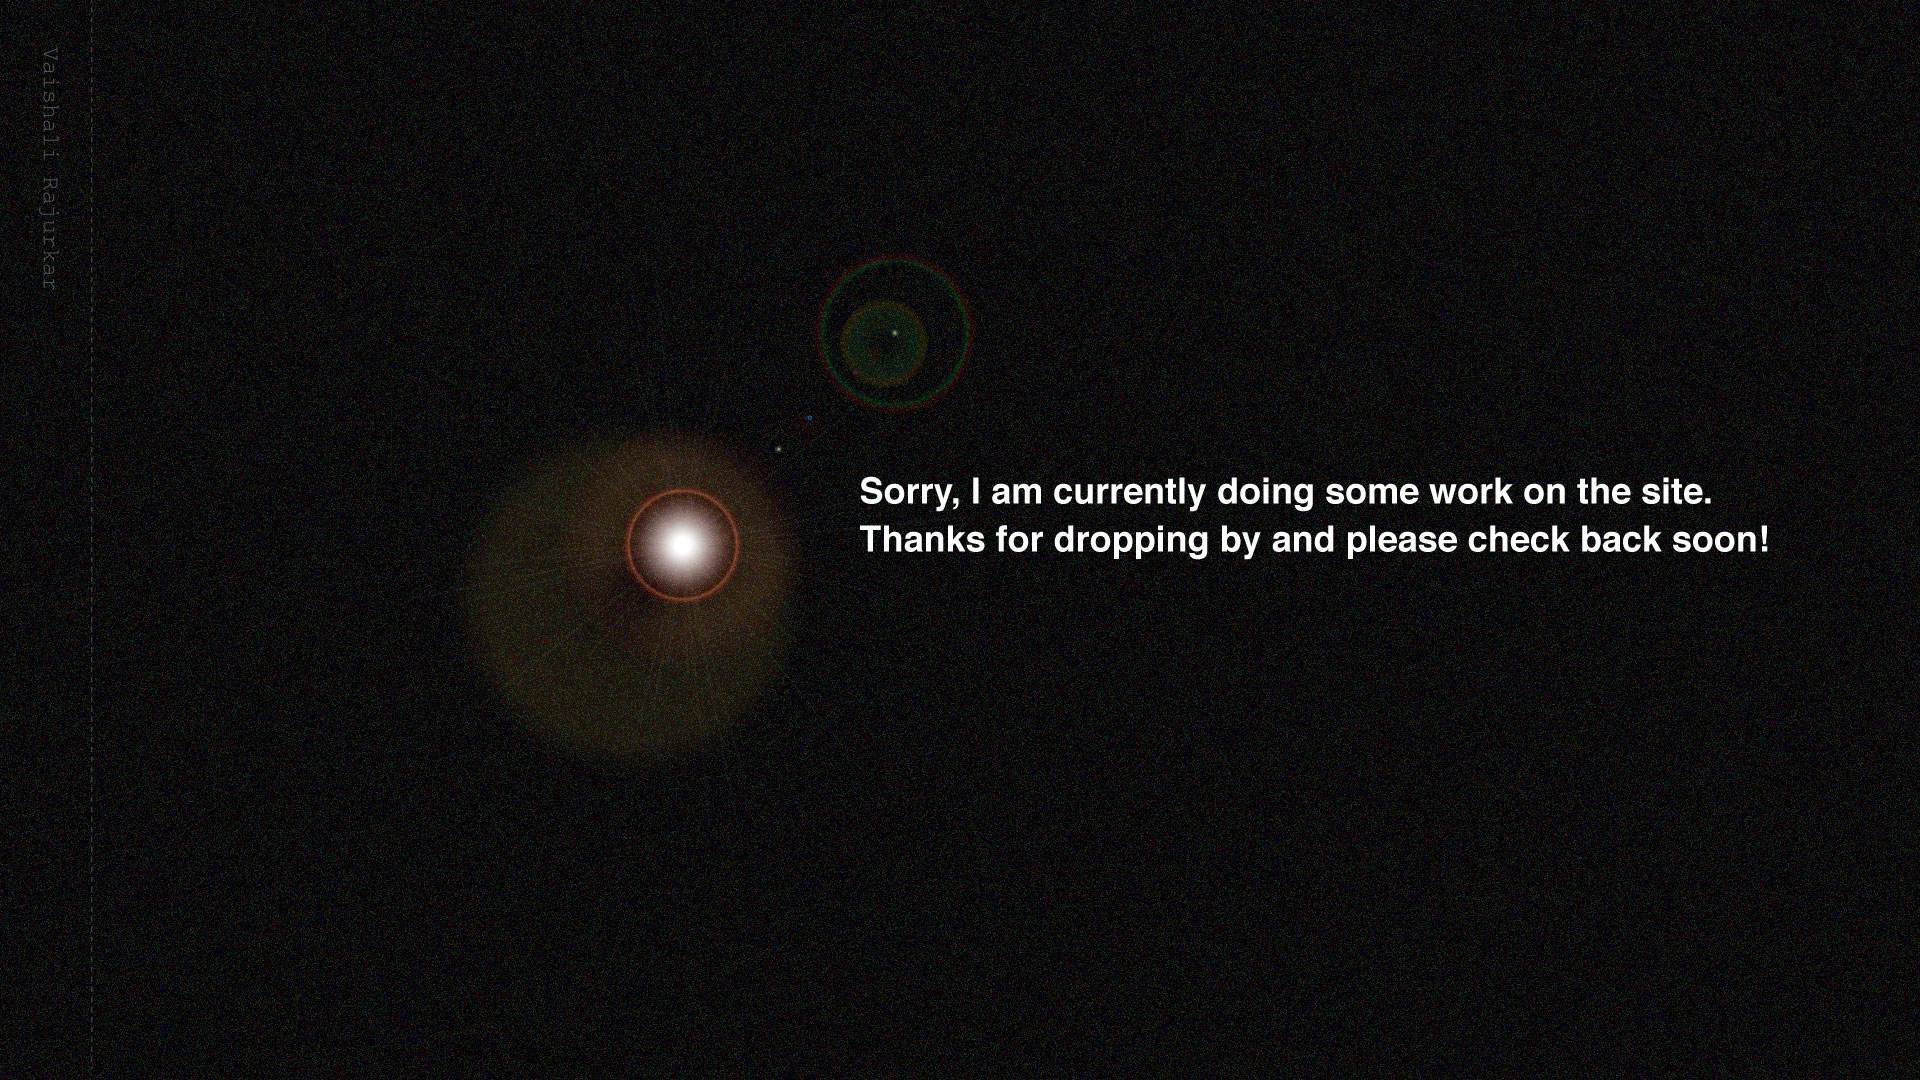 Vaishali Rajurkar
Sorry, I am currently doing some work on the site.
Thanks for dropping by and please check back soon!